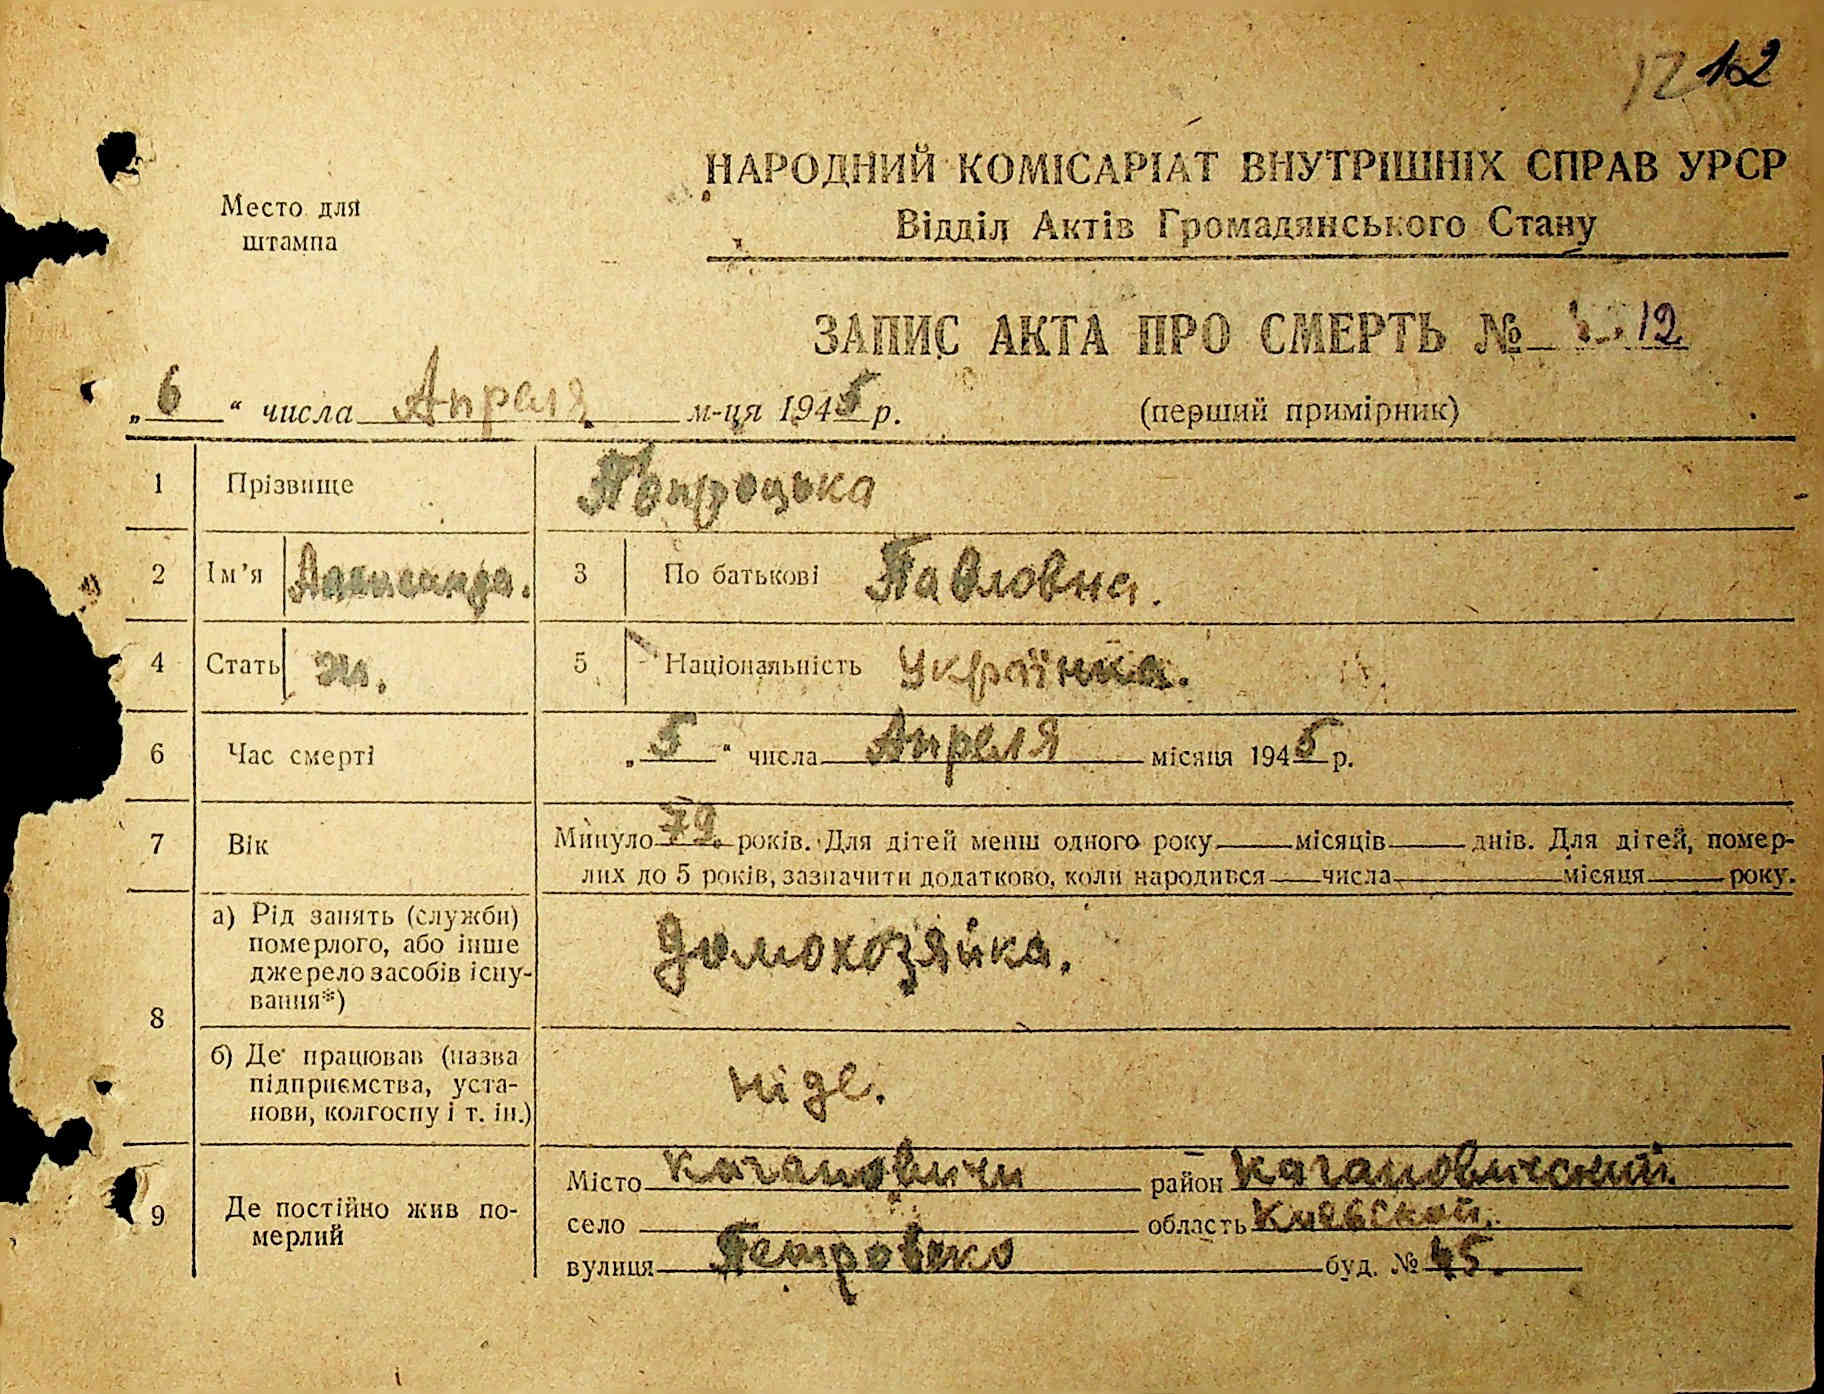 12 12
Место для
штампа
НАРОДНИЙ КОМІСАРІАТ ВНУТРІШНІХ СПРАВ УРСР
Відділ Актів Громадянського Стану
ЗАПИС АКТА ПРО СМЕРТЬ № 12
„6“ числа Апреля м-ця 1945 р. (перший примірник)
1 Прізвище Попроцька
2 Ім’я Александра. 3 По батькові Павловна.
4 Стать ж. 5 Національність Українка.
6 Час смерті „5“ числа Апреля місяця 1945 р.
7 Вік Минуло 79 років. Для дітей менш одного року місяців днів. Для дітей, помер-
лих до 5 років, зазначити додатково, коли народився числа місяця року.
8 а) Рід занять (служби)
померлого, або інше
джерело засобів існу-
вання*) домохозяйка.
б) Де працював (назва
підприємства, уста-
нови, колгоспу і т. ін.) ніде.
9 Де постійно жив по-
мерлий
Місто Кагановичи район Кагановический.
село область Киевской.
вулиця Петровско буд. № 45.